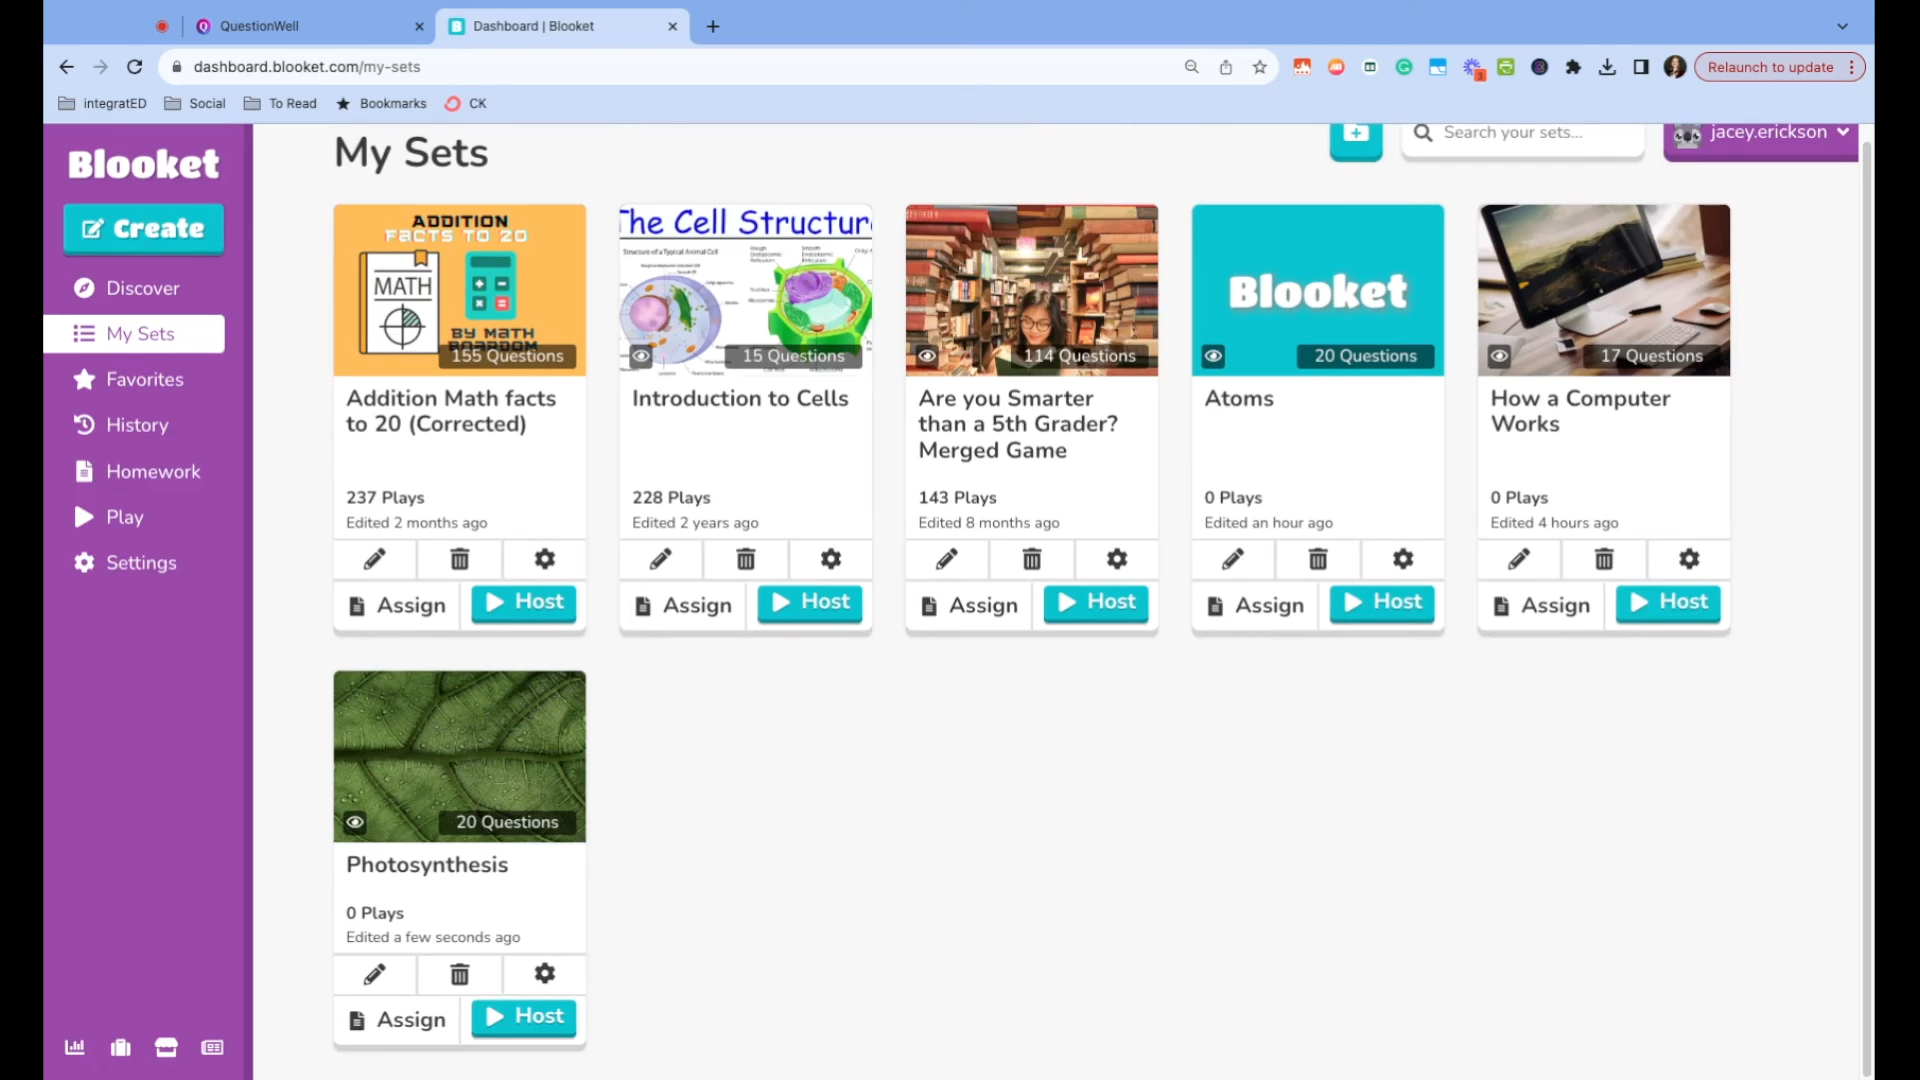 QuestionWell
Dashboard | Blooket
dashboard.blooket.com/my-sets
3
Relaunch to update
integratED
Social
To Read
Bookmarks
CK
Blooket
Create
Discover
My Sets
Favorites
History
Homework
Play
Settings
My Sets
Search your sets...
jacey.erickson
ADDITION
FACTS TO 20
MATH
BY MATH
155 Questions
Addition Math facts
to 20 (Corrected)
237 Plays
Edited 2 months ago
Assign
Host
The Cell Structur
Structure of a Typical Animal Cell
15 Questions
Introduction to Cells
228 Plays
Edited 2 years ago
Assign
Host
114 Questions
Are you Smarter
than a 5th Grader?
Merged Game
143 Plays
Edited 8 months ago
Assign
Host
Blooket
20 Questions
Atoms
0 Plays
Edited an hour ago
Assign
Host
17 Questions
How a Computer
Works
0 Plays
Edited 4 hours ago
Assign
Host
20 Questions
Photosynthesis
0 Plays
Edited a few seconds ago
Assign
Host